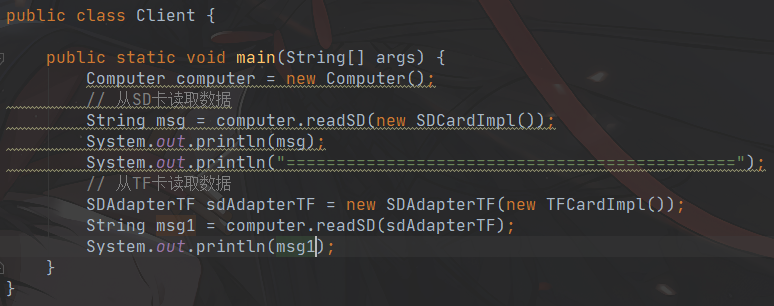 public class Client {
public static void main(String[] args) {
Computer computer = new Computer();
// 从SD卡读取数据
String msg = computer.readSD(new SDCardImpl());
System.out.println(msg);
System.out.println("=============================================");
// 从TF卡读取数据
SDAdapterTF sdAdapterTF = new SDAdapterTF(new TFCardImpl());
String msg1 = computer.readSD(sdAdapterTF);
System.out.println(msg1);
}
}